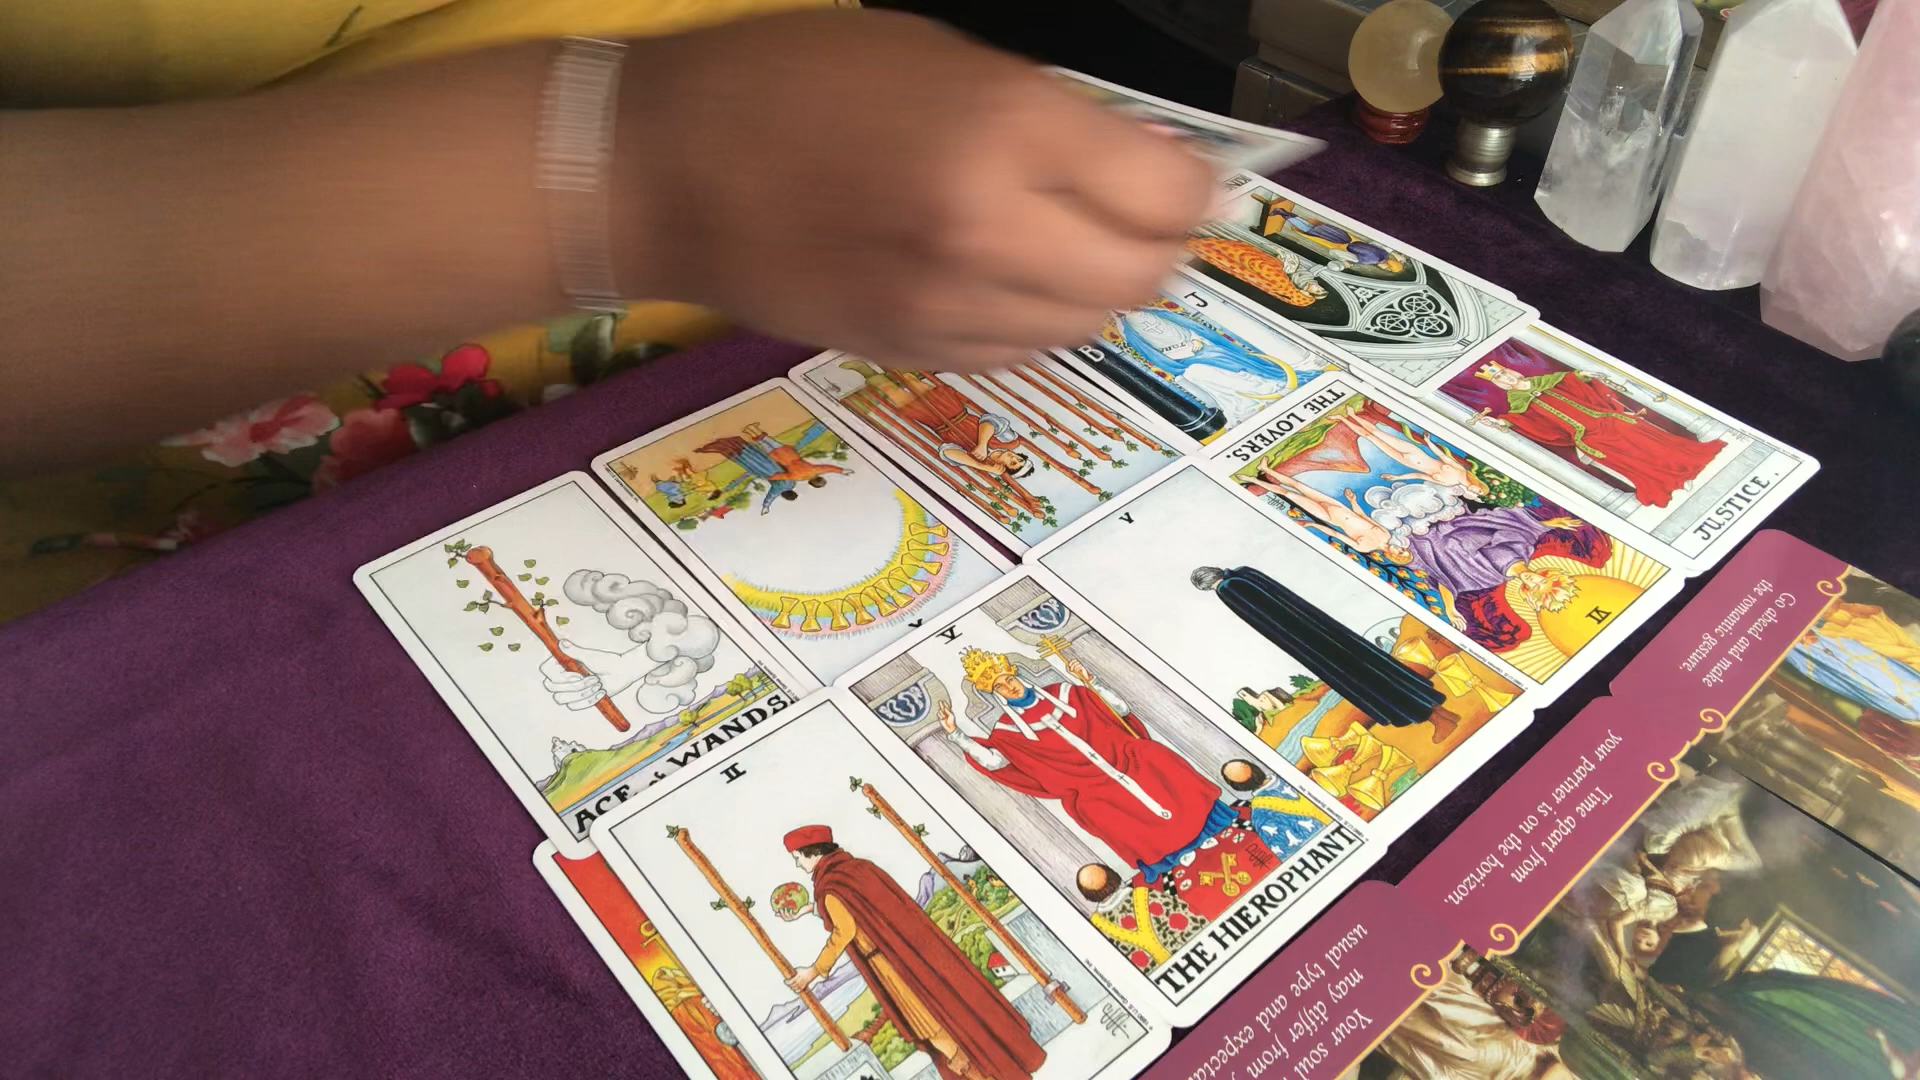 THE LOVERS.
VI
JUSTICE.
B
J
V
ACE of WANDS.
II
V
THE HIEROPHANT
Go ahead and make
the romantic gesture.
Time apart from
your partner is on the horizon.
Your soul
may differ from
usual type and